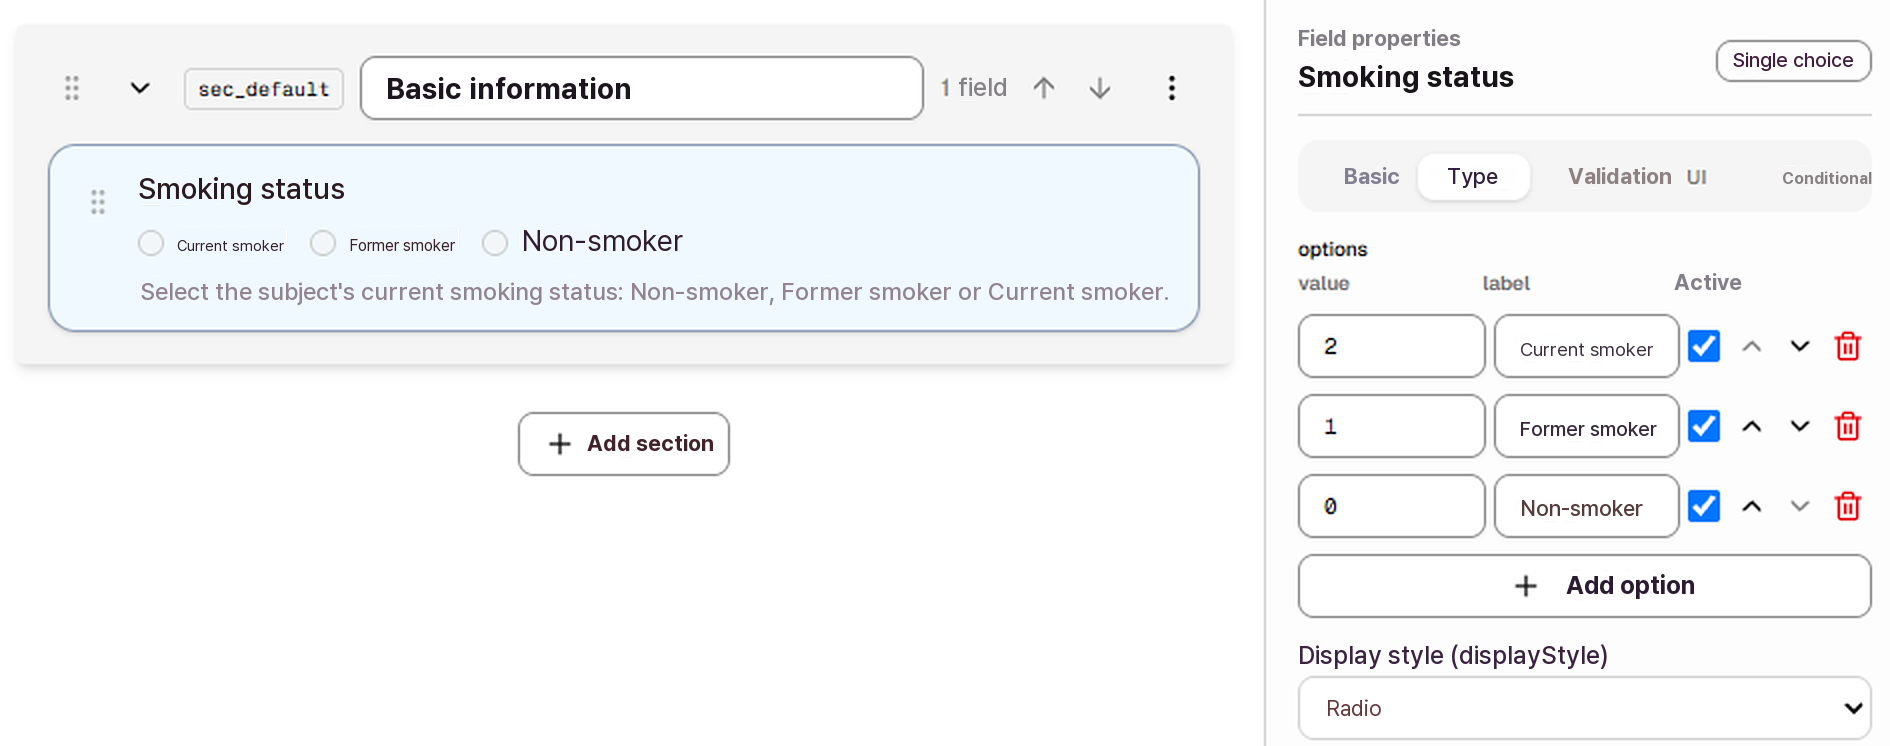 sec_default
Basic information
1 field
Smoking status
Current smoker
Former smoker
Non-smoker
Select the subject's current smoking status: Non-smoker, Former smoker or Current smoker.
Add section
Field properties
Smoking status
Single choice
Basic
Type
Validation
UI
Conditional
options
value label Active
2 Current smoker
1 Former smoker
0 Non-smoker
Add option
Display style (displayStyle)
Radio